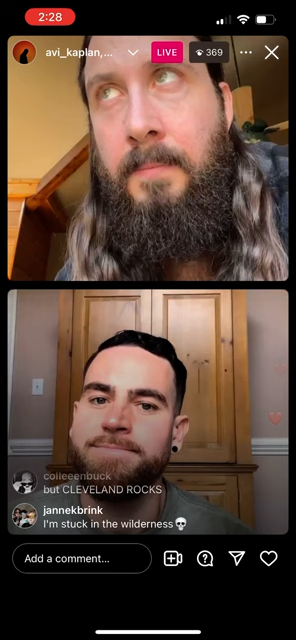 2:28
avi_kaplan,...
LIVE
369
colleeenbuck
but CLEVELAND ROCKS
jannekbrink
I'm stuck in the wilderness💀
Add a comment...